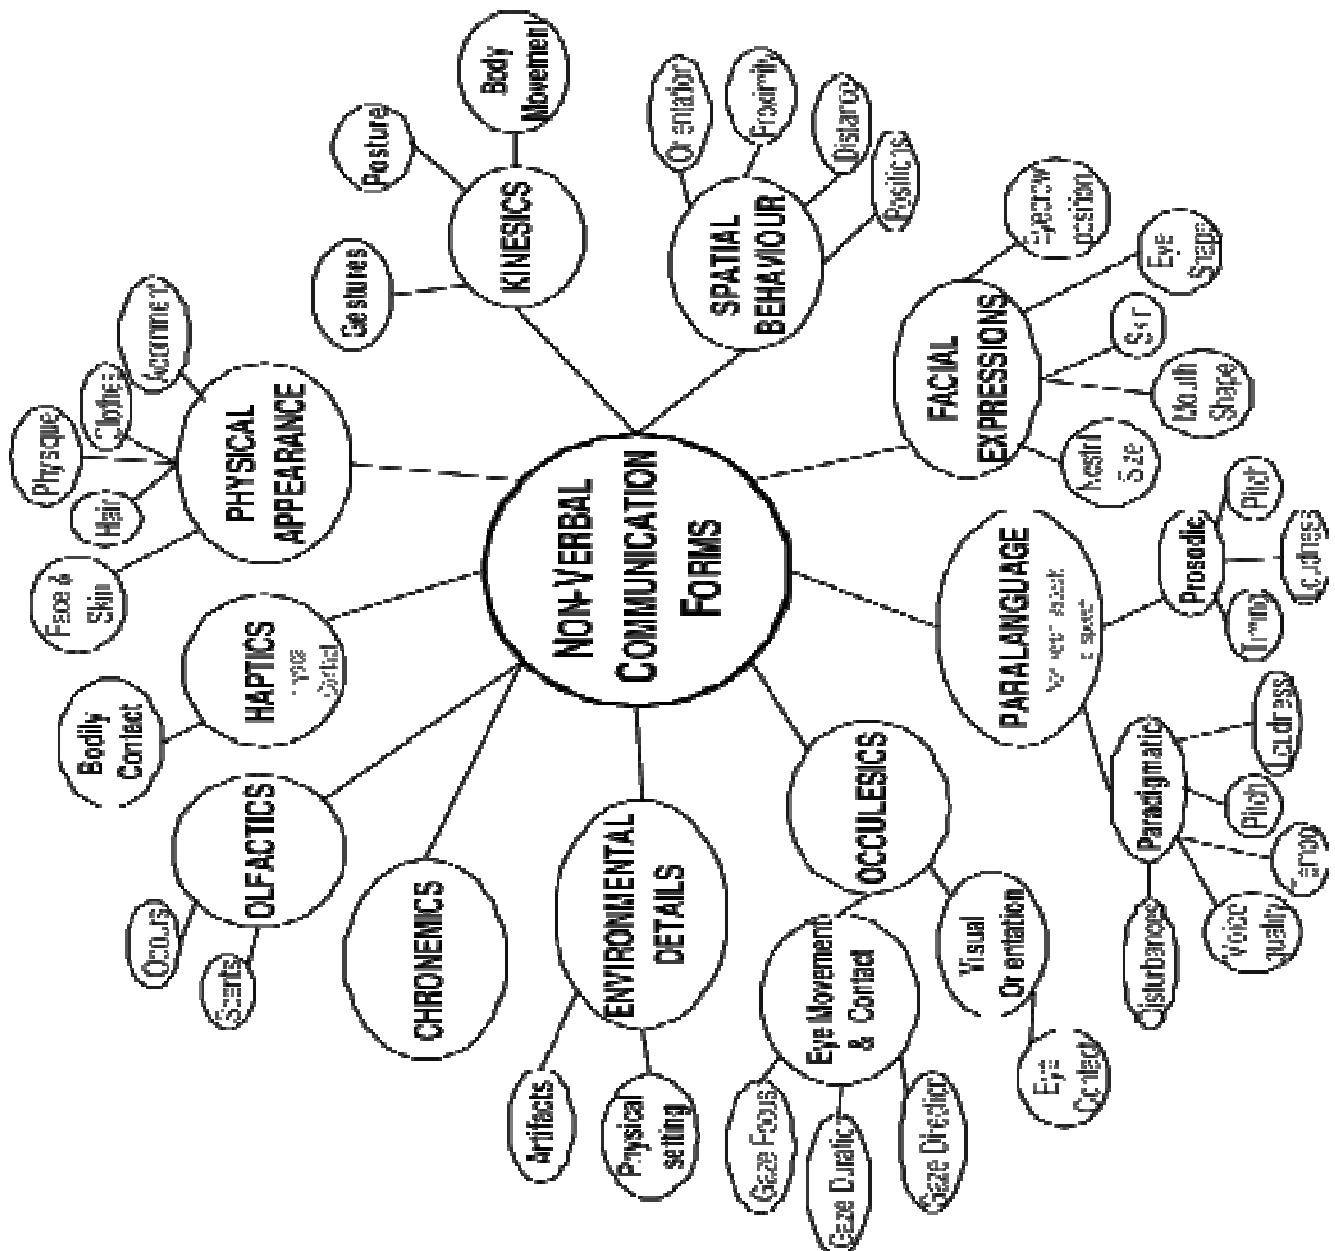 NON-VERBAL
COMMUNICATION
FORMS
PHYSICAL
APPEARANCE
Face &
Skin
Hair
Physique
Clothes
KINESICS
Gestures
Posture
Body
Movement
SPATIAL
BEHAVIOUR
Orientation
Proximity
Distance
Positions
FACIAL
EXPRESSIONS
Eyebrow
position
Eye
Shape
Mouth
Shape
Nostril
Size
PARALANGUAGE
Prosodic
Pitch
Loudness
Timing
Paradigmatic
Loudness
Pitch
Tempo
Voice
quality
Disturbances
OCCULESICS
Visual
Orientation
Eye
Contact
Eye Movement
& Contact
Gaze Direction
Gaze Duratic
Gaze Focus
ENVIRONMENTAL
DETAILS
Physical
setting
Artifacts
CHRONEMICS
OLFACTICS
Scents
Odours
HAPTICS
Bodily
Contact